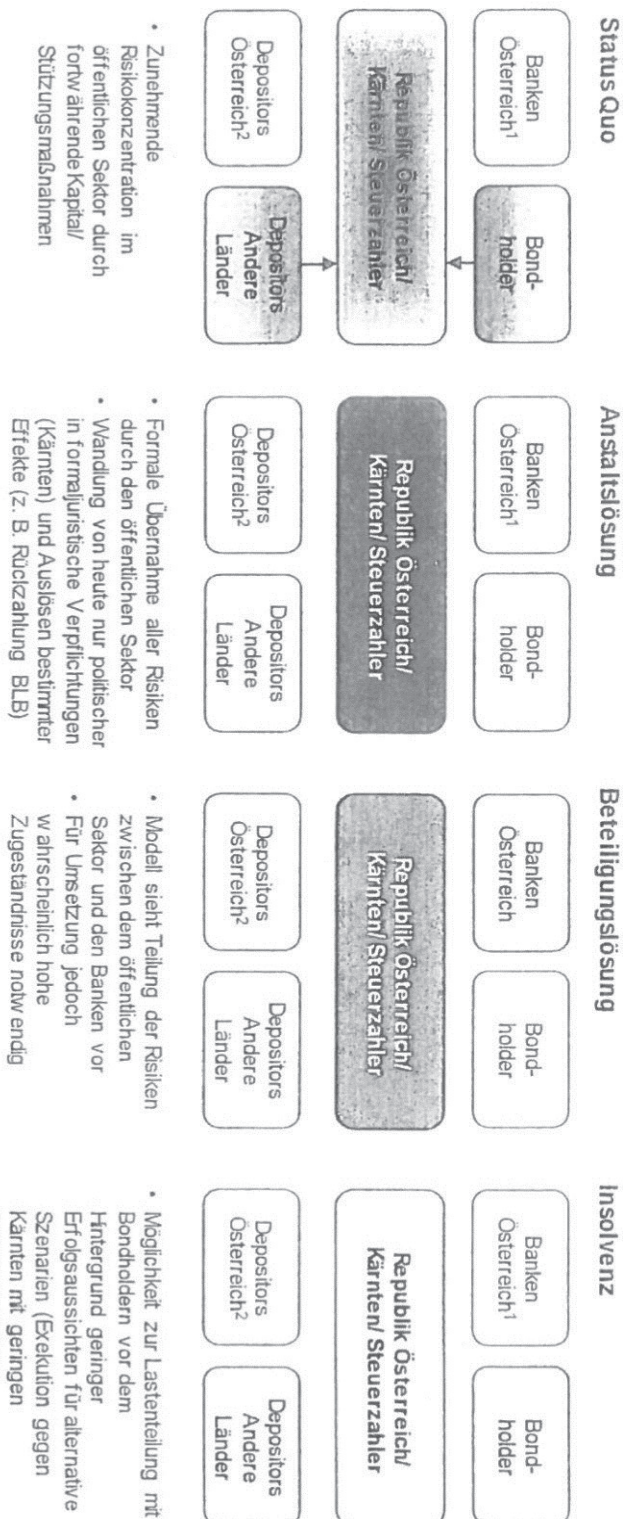 Status Quo
Banken
Österreich¹
Bond-
holder
Republik Österreich/
Kärnten/ Steuerzahler
Depositors
Österreich²
Depositors
Andere
Länder
• Zunehmende
Risikokonzentration im
öffentlichen Sektor durch
fortwährende Kapital/
Stützungsmaßnahmen
Anstaltslösung
Banken
Österreich¹
Bond-
holder
Republik Österreich/
Kärnten/ Steuerzahler
Depositors
Österreich²
Depositors
Andere
Länder
• Formale Übernahme aller Risiken
durch den öffentlichen Sektor
• Wandlung von heute nur politischer
in formaljuristische Verpflichtungen
(Kärnten) und Auslösen bestimmter
Effekte (z. B. Rückzahlung BLB)
Beteiligungslösung
Banken
Österreich
Bond-
holder
Republik Österreich/
Kärnten/ Steuerzahler
Depositors
Österreich²
Depositors
Andere
Länder
• Modell sieht Teilung der Risiken
zwischen dem öffentlichen
Sektor und den Banken vor
• Für Umsetzung jedoch
wahrscheinlich hohe
Zugeständnisse notwendig
Insolvenz
Banken
Österreich¹
Bond-
holder
Republik Österreich/
Kärnten/ Steuerzahler
Depositors
Österreich²
Depositors
Andere
Länder
• Möglichkeit zur Lastenteilung mit
Bondholdern vor dem
Hintergrund geringer
Erfolgsaussichten für alternative
Szenarien (Exekution gegen
Kärnten mit geringen